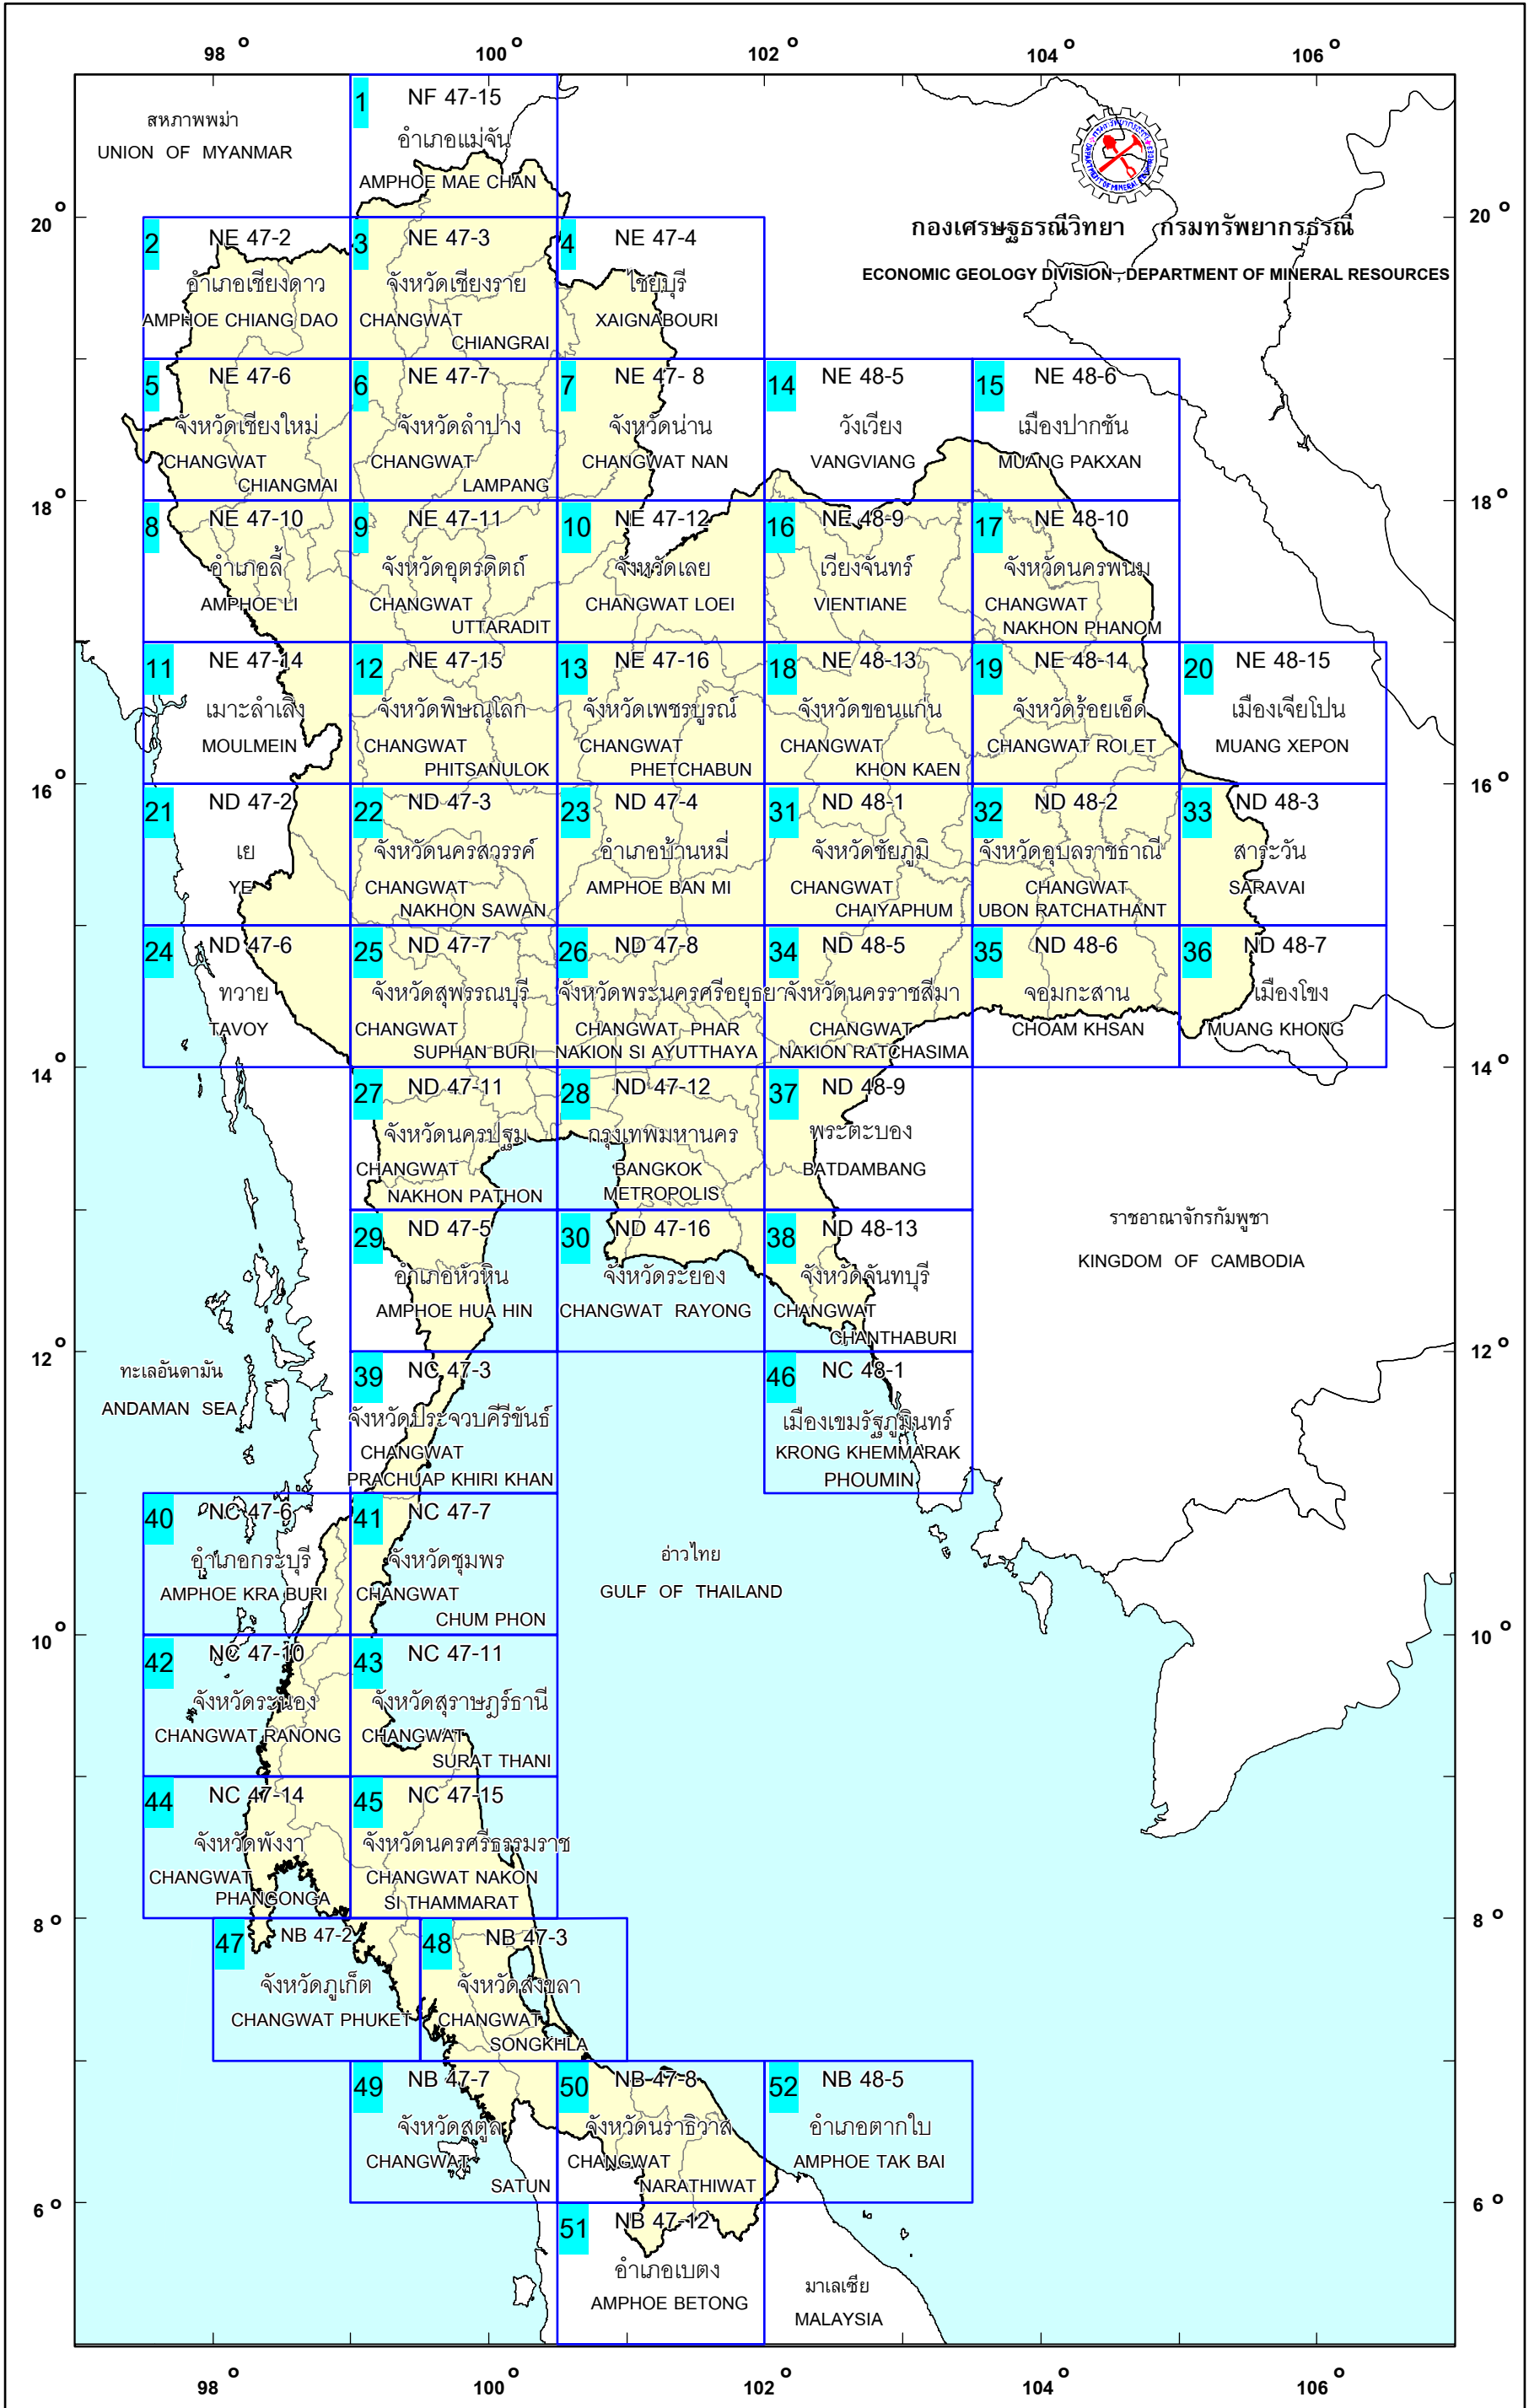 98 o 100 o 102 o 104 o 106 o
สหภาพพม่า
UNION OF MYANMAR
1 NF 47-15
อำเภอแม่จัน
AMPHOE MAE CHAN
DEPARTMENT OF MINERAL RESOURCES
กองเศรษฐธรณีวิทยา กรมทรัพยากรธรณี
ECONOMIC GEOLOGY DIVISION , DEPARTMENT OF MINERAL RESOURCES
20 o
20 o
2 NE 47-2
อำเภอเชียงดาว
AMPHOE CHIANG DAO
3 NE 47-3
จังหวัดเชียงราย
CHANGWAT
CHIANGRAI
4 NE 47-4
ไชยบุรี
XAIGNABOURI
5 NE 47-6
จังหวัดเชียงใหม่
CHANGWAT
CHIANGMAI
6 NE 47-7
จังหวัดลำปาง
CHANGWAT
LAMPANG
7 NE 47- 8
จังหวัดน่าน
CHANGWAT NAN
14 NE 48-5
วังเวียง
VANGVIANG
15 NE 48-6
เมืองปากซัน
MUANG PAKXAN
18 o
18 o
8 NE 47-10
อำเภอลี้
AMPHOE LI
9 NE 47-11
จังหวัดอุตรดิตถ์
CHANGWAT
UTTARADIT
10 NE 47-12
จังหวัดเลย
CHANGWAT LOEI
16 NE 48-9
เวียงจันทร์
VIENTIANE
17 NE 48-10
จังหวัดนครพนม
CHANGWAT
NAKHON PHANOM
11 NE 47-14
เมาะลำเลิง
MOULMEIN
12 NE 47-15
จังหวัดพิษณุโลก
CHANGWAT
PHITSANULOK
13 NE 47-16
จังหวัดเพชรบูรณ์
CHANGWAT
PHETCHABUN
18 NE 48-13
จังหวัดขอนแก่น
CHANGWAT
KHON KAEN
19 NE 48-14
จังหวัดร้อยเอ็ด
CHANGWAT ROI ET
20 NE 48-15
เมืองเจียโปน
MUANG XEPON
16 o
16 o
21 ND 47-2
เย
YE
22 ND 47-3
จังหวัดนครสวรรค์
CHANGWAT
NAKHON SAWAN
23 ND 47-4
อำเภอบ้านหมี่
AMPHOE BAN MI
31 ND 48-1
จังหวัดชัยภูมิ
CHANGWAT
CHAIYAPHUM
32 ND 48-2
จังหวัดอุบลราชธาณี
CHANGWAT
UBON RATCHATHANT
33 ND 48-3
สาระวัน
SARAVAI
24 ND 47-6
ทวาย
TAVOY
25 ND 47-7
จังหวัดสุพรรณบุรี
CHANGWAT
SUPHAN BURI
26 ND 47-8
จังหวัดพระนครศรีอยุธยา
CHANGWAT PHAR
NAKION SI AYUTTHAYA
34 ND 48-5
จังหวัดนครราชสีมา
CHANGWAT
NAKION RATCHASIMA
35 ND 48-6
จอมกะสาน
CHOAM KHSAN
36 ND 48-7
เมืองโขง
MUANG KHONG
14 o
14 o
27 ND 47-11
จังหวัดนครปฐม
CHANGWAT
NAKHON PATHON
28 ND 47-12
กรุงเทพมหานคร
BANGKOK
METROPOLIS
37 ND 48-9
พระตะบอง
BATDAMBANG
29 ND 47-5
อำเภอหัวหิน
AMPHOE HUA HIN
30 ND 47-16
จังหวัดระยอง
CHANGWAT RAYONG
38 ND 48-13
จังหวัดจันทบุรี
CHANGWAT
CHANTHABURI
ราชอาณาจักรกัมพูชา
KINGDOM OF CAMBODIA
12 o
12 o
ทะเลอันดามัน
ANDAMAN SEA
39 NC 47-3
จังหวัดประจวบคีรีขันธ์
CHANGWAT
PRACHUAP KHIRI KHAN
46 NC 48-1
เมืองเขมรัฐภูมินทร์
KRONG KHEMMARAK
PHOUMIN
40 NC 47-6
อำเภอกระบุรี
AMPHOE KRA BURI
41 NC 47-7
จังหวัดชุมพร
CHANGWAT
CHUM PHON
อ่าวไทย
GULF OF THAILAND
10 o
10 o
42 NC 47-10
จังหวัดระนอง
CHANGWAT RANONG
43 NC 47-11
จังหวัดสุราษฎร์ธานี
CHANGWAT
SURAT THANI
44 NC 47-14
จังหวัดพังงา
CHANGWAT
PHANGONGA
45 NC 47-15
จังหวัดนครศรีธรรมราช
CHANGWAT NAKON
SI THAMMARAT
8 o
8 o
47 NB 47-2
จังหวัดภูเก็ต
CHANGWAT PHUKET
48 NB 47-3
จังหวัดสงขลา
CHANGWAT
SONGKHLA
49 NB 47-7
จังหวัดสตูล
CHANGWAT
SATUN
50 NB 47-8
จังหวัดนราธิวาส
CHANGWAT
NARATHIWAT
52 NB 48-5
อำเภอตากใบ
AMPHOE TAK BAI
6 o
6 o
51 NB 47-12
อำเภอเบตง
AMPHOE BETONG
มาเลเซีย
MALAYSIA
98 o 100 o 102 o 104 o 106 o